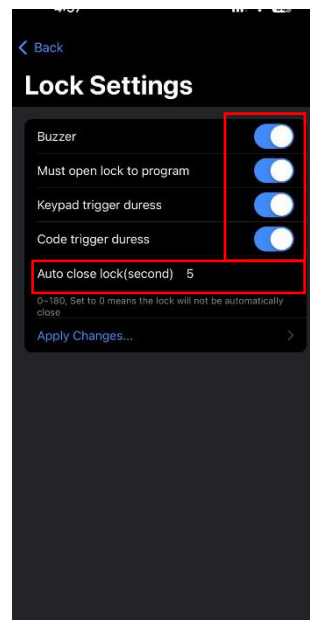 Back
Lock Settings
Buzzer
Must open lock to program
Keypad trigger duress
Code trigger duress
Auto close lock(second) 5
0-180, Set to 0 means the lock will not be automatically
close
Apply Changes...